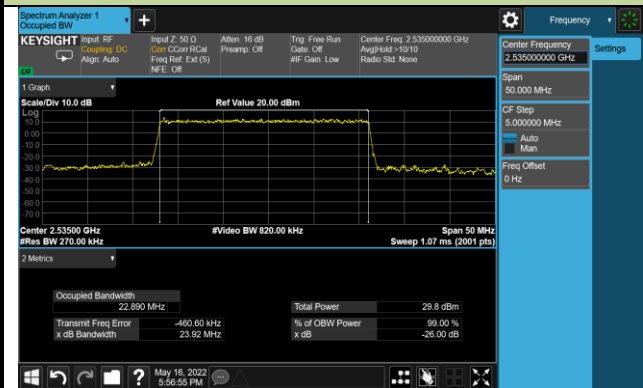 Spectrum Analyzer 1
Occupied BW
+
Frequency
KEYSIGHT
Input: RF
Coupling: DC
Align: Auto
Input Z: 50 Ω
Corr CCorr RCal
Freq Ref: Ext (S)
NFE: Off
Atten: 16 dB
Preamp: Off
Trig: Free Run
Gate: Off
#IF Gain: Low
Center Freq: 2.535000000 GHz
Avg|Hold:>10/10
Radio Std: None
Center Frequency
2.535000000 GHz
Settings
Span
50.000 MHz
CF Step
5.000000 MHz
Auto
Man
Freq Offset
0 Hz
1 Graph
Scale/Div 10.0 dB
Ref Value 20.00 dBm
Log
10.0
0.00
-10.0
-20.0
-30.0
-40.0
-50.0
-60.0
-70.0
Center 2.53500 GHz
#Video BW 820.00 kHz
Span 50 MHz
#Res BW 270.00 kHz
Sweep 1.07 ms (2001 pts)
2 Metrics
Occupied Bandwidth
22.890 MHz
Total Power
29.8 dBm
Transmit Freq Error
-460.60 kHz
% of OBW Power
99.00 %
x dB Bandwidth
23.92 MHz
x dB
-26.00 dB
?
May 16, 2022
5:56:55 PM